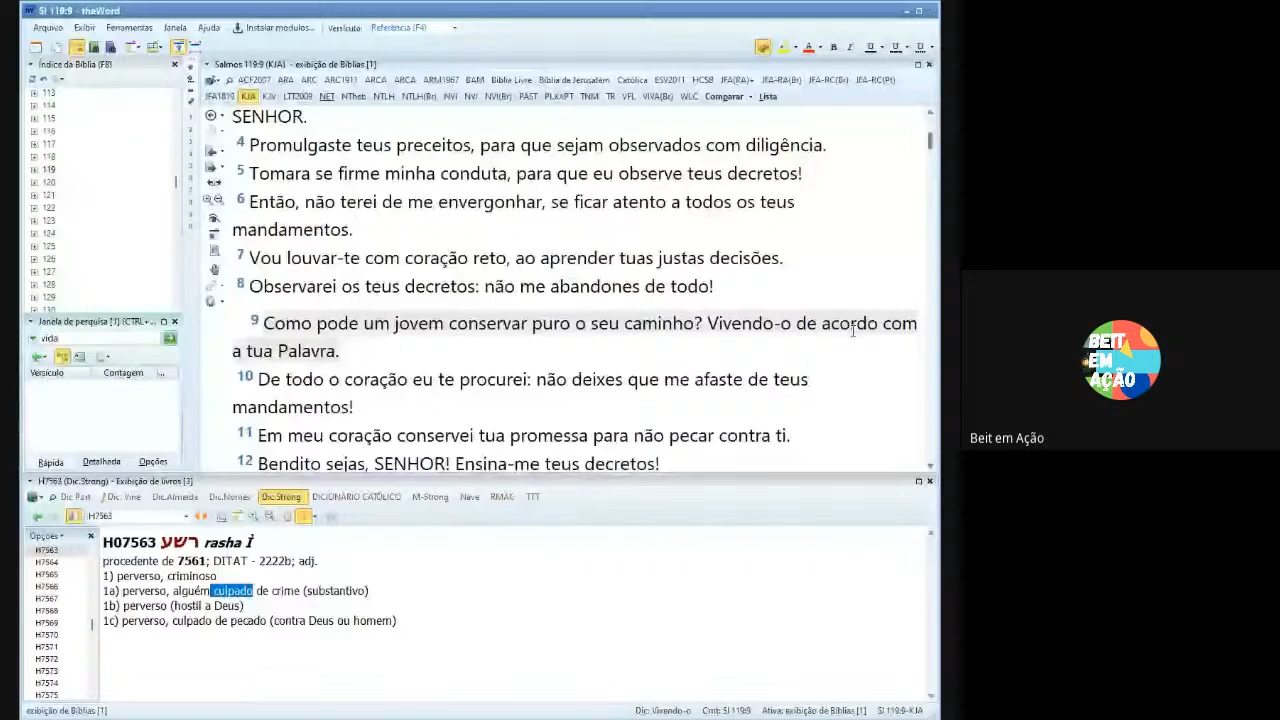 Sl 119:9 - theWord
Arquivo Exibir Ferramentas Janela Ajuda Instalar modulos... Versículo Referência (F4)
Índice da Bíblia (F8)
113
114
115
116
117
118
119
120
121
122
123
124
125
126
127
128
129
130
Salmos 119:9 (KJA) - exibição de Bíblias [1]
ACF2007 ARA ARC ARC1911 ARCA ARCA ARM1967 BAM Bíblia Livre Bíblia de Jerusalém Católica ESV2011 HCSB JFA(RA) JFA-RA(Br) JFA-RC(Br) JFA-RC(Pt)
JFA1819 KJA KJV LTT2009 NET NTheb NTLH NTLH(Br) NVI NVI NVI(Br) PAST PLXXPT TNM TR VFL VIVA(Br) WLC Comparar Lista
SENHOR.
4 Promulgaste teus preceitos, para que sejam observados com diligência.
5 Tomara se firme minha conduta, para que eu observe teus decretos!
6 Então, não terei de me envergonhar, se ficar atento a todos os teus
mandamentos.
7 Vou louvar-te com coração reto, ao aprender tuas justas decisões.
8 Observarei os teus decretos: não me abandones de todo!
9 Como pode um jovem conservar puro o seu caminho? Vivendo-o de acordo com
a tua Palavra.
10 De todo o coração eu te procurei: não deixes que me afaste de teus
mandamentos!
11 Em meu coração conservei tua promessa para não pecar contra ti.
12 Bendito sejas, SENHOR! Ensina-me teus decretos!
Janela de pesquisa [1] (CTRL+
vida
Versículo Contagem ...
Rápida Detalhada Opções
H7563 (Dic.Strong) - Exibição de livros [3]
Dic Port Dic. Vine Dic.Almeida Dic.Nomes Dic.Strong DICIONÁRIO CATÓLICO M-Strong Nave RMAC TTT
H7563
Opções
H7563
H7564
H7565
H7566
H7567
H7568
H7569
H7570
H7571
H7572
H7573
H7574
H7575
H07563 רשע rasha ̀
procedente de 7561; DITAT - 2222b; adj.
1) perverso, criminoso
1a) perverso, alguém culpado de crime (substantivo)
1b) perverso (hostil a Deus)
1c) perverso, culpado de pecado (contra Deus ou homem)
exibição de Bíblias [1] Dic: Vivendo-o Cmt: Sl 119:9 Ativa: exibição de Bíblias [1] Sl 119:9-KJA
BEIT
EM
AÇÃO
Beit em Ação